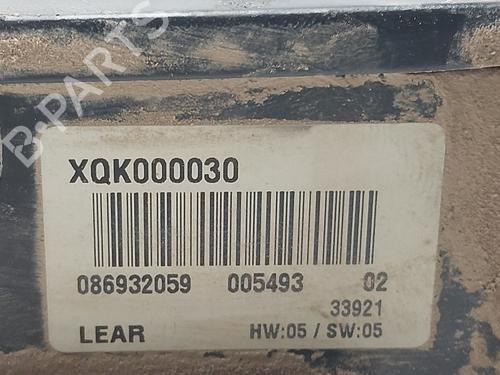 B-PARTS
XQK000030
086932059 005493 02
33921
LEAR HW:05 / SW:05